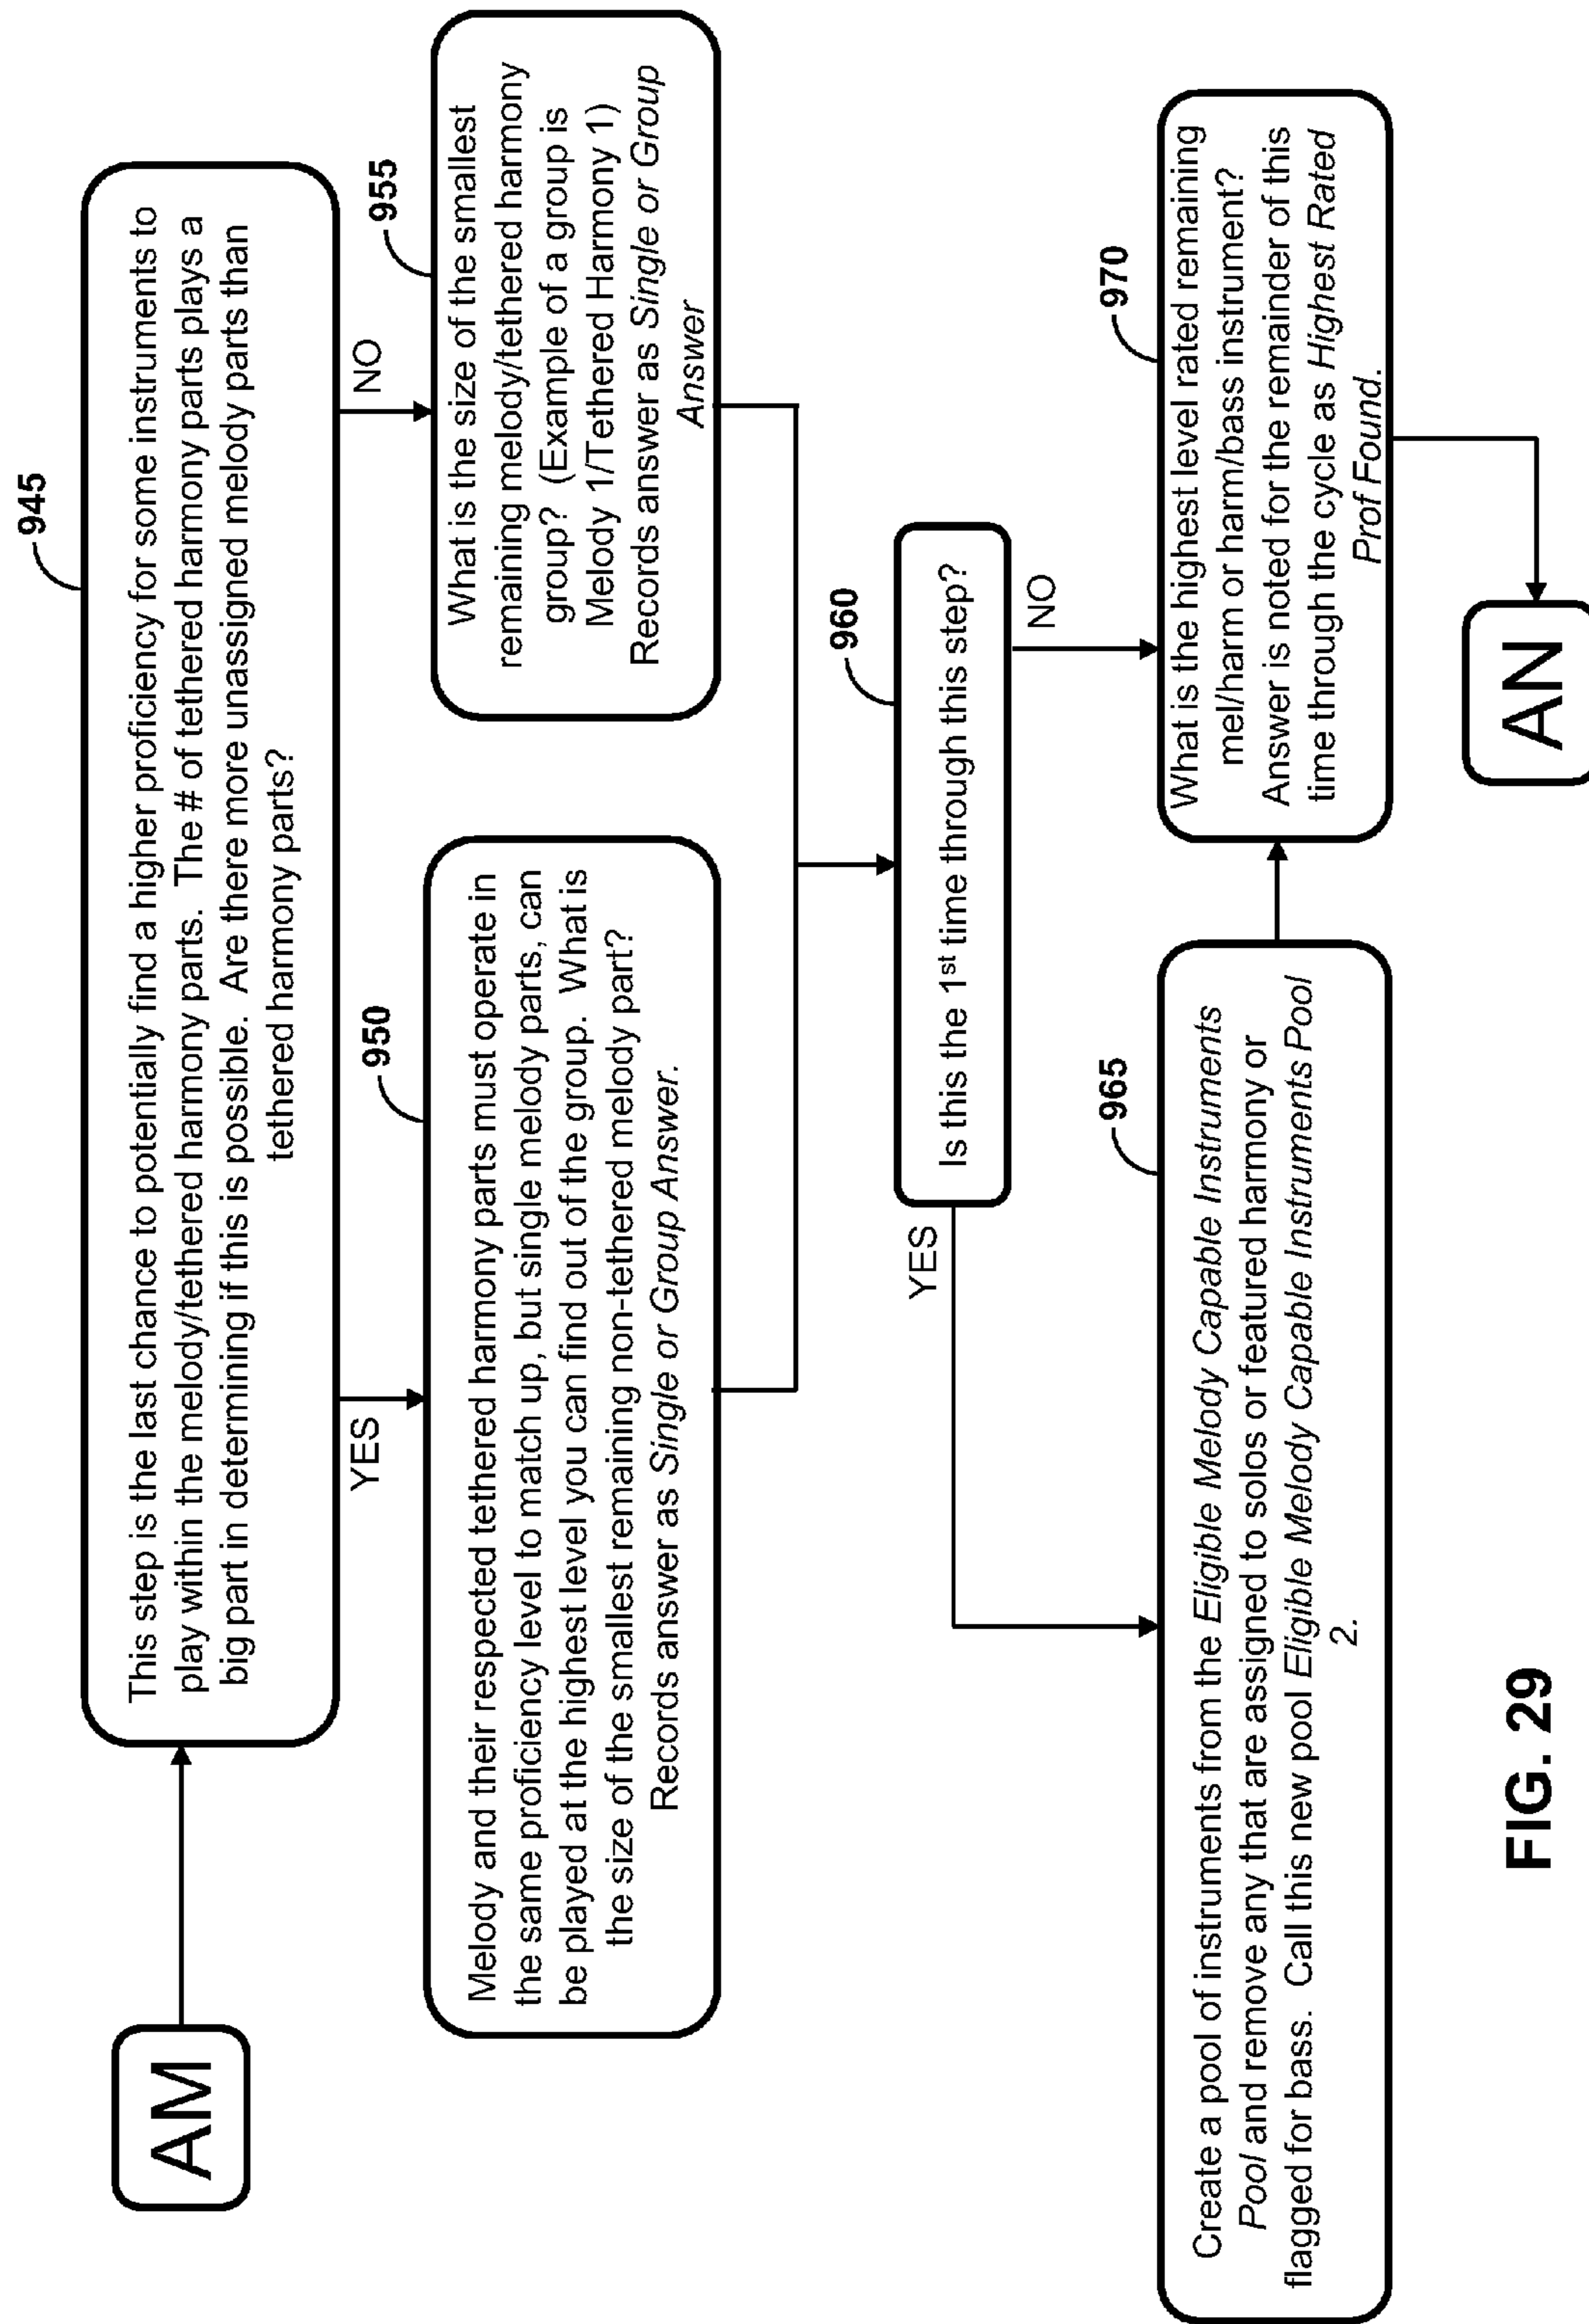 AM
945
This step is the last chance to potentially find a higher proficiency for some instruments to
play within the melody/tethered harmony parts. The # of tethered harmony parts plays a
big part in determining if this is possible. Are there more unassigned melody parts than
tethered harmony parts?
YES
NO
950
Melody and their respected tethered harmony parts must operate in
the same proficiency level to match up, but single melody parts, can
be played at the highest level you can find out of the group. What is
the size of the smallest remaining non-tethered melody part?
Records answer as Single or Group Answer.
955
What is the size of the smallest
remaining melody/tethered harmony
group? (Example of a group is
Melody 1/Tethered Harmony 1)
Records answer as Single or Group
Answer
960
Is this the 1st time through this step?
YES
NO
965
Create a pool of instruments from the Eligible Melody Capable Instruments
Pool and remove any that are assigned to solos or featured harmony or
flagged for bass. Call this new pool Eligible Melody Capable Instruments Pool
2.
970
What is the highest level rated remaining
mel/harm or harm/bass instrument?
Answer is noted for the remainder of this
time through the cycle as Highest Rated
Prof Found.
AN
FIG. 29